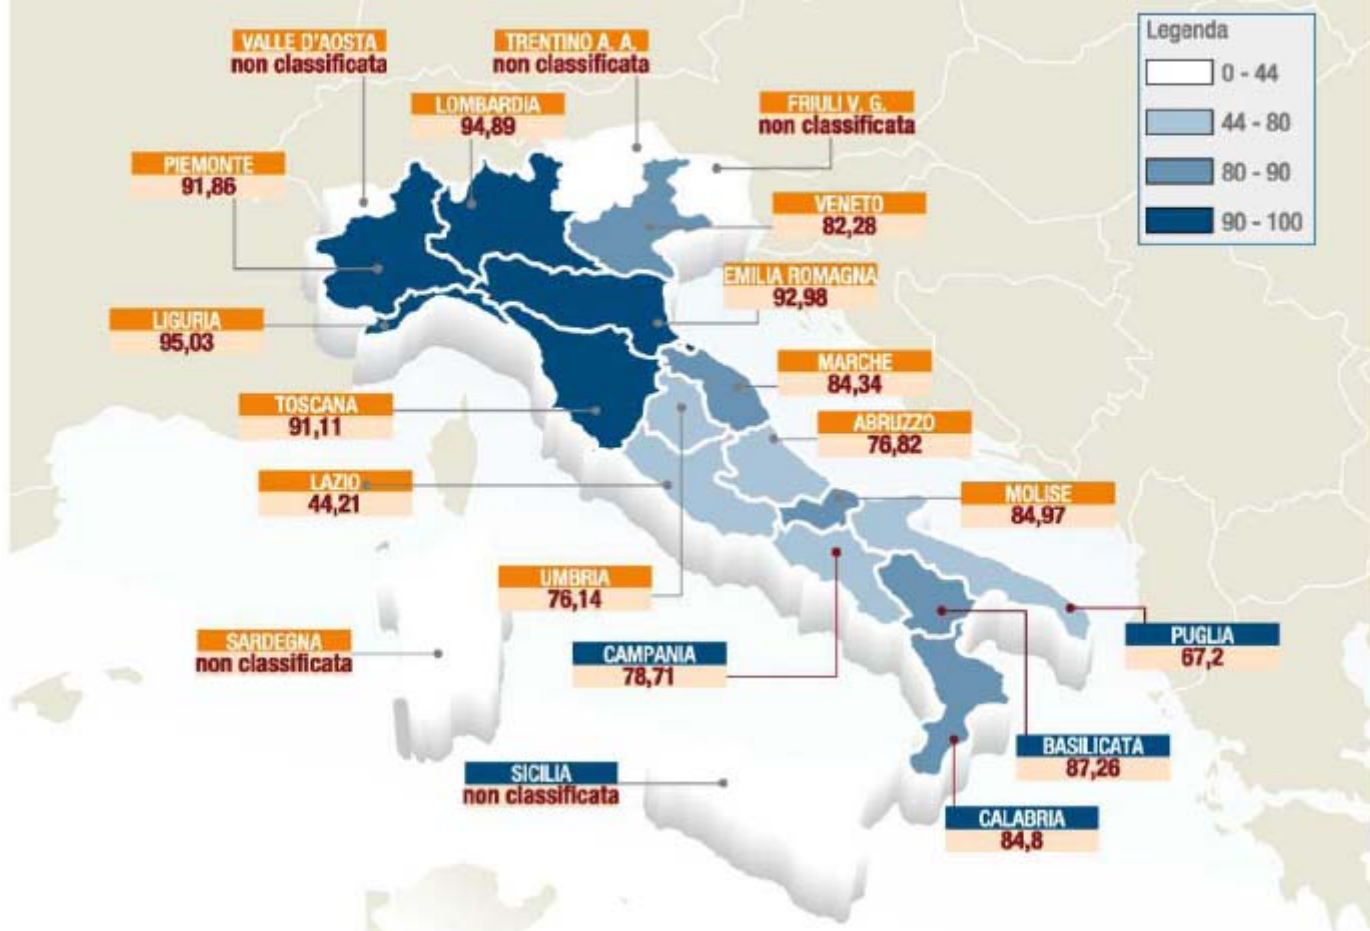 Legenda
0 - 44
44 - 80
80 - 90
90 - 100
VALLE D'AOSTA
non classificata
TRENTINO A. A.
non classificata
LOMBARDIA
94,89
FRIULI V. G.
non classificata
PIEMONTE
91,86
VENETO
82,28
EMILIA ROMAGNA
92,98
LIGURIA
95,03
MARCHE
84,34
TOSCANA
91,11
ABRUZZO
76,82
LAZIO
44,21
MOLISE
84,97
UMBRIA
76,14
SARDEGNA
non classificata
CAMPANIA
78,71
PUGLIA
67,2
BASILICATA
87,26
SICILIA
non classificata
CALABRIA
84,8